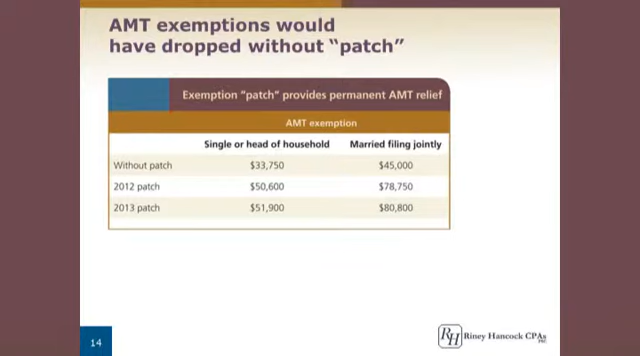 AMT exemptions would
have dropped without “patch”
Exemption “patch” provides permanent AMT relief
AMT exemption
Single or head of household Married filing jointly
Without patch $33,750 $45,000
2012 patch $50,600 $78,750
2013 patch $51,900 $80,800
14
RH Riney Hancock CPAs
PSC